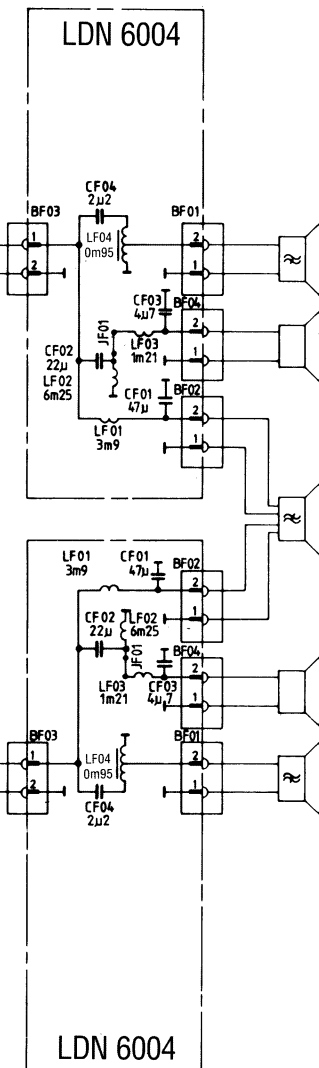 LDN 6004
CF04
2µ2
BF03
BF01
1
LF04
0m95
2
2
1
CF03
4µ7
BF04
JF01
2
LF03
1m21
1
CF02
22µ
LF02
6m25
CF01
47µ
BF02
2
LF01
3m9
1
LF01
3m9
CF01
47µ
BF02
2
CF02
22µ
LF02
6m25
1
JF01
BF04
2
LF03
1m21
CF03
4µ7
1
BF03
BF01
1
LF04
0m95
2
2
1
CF04
2µ2
LDN 6004